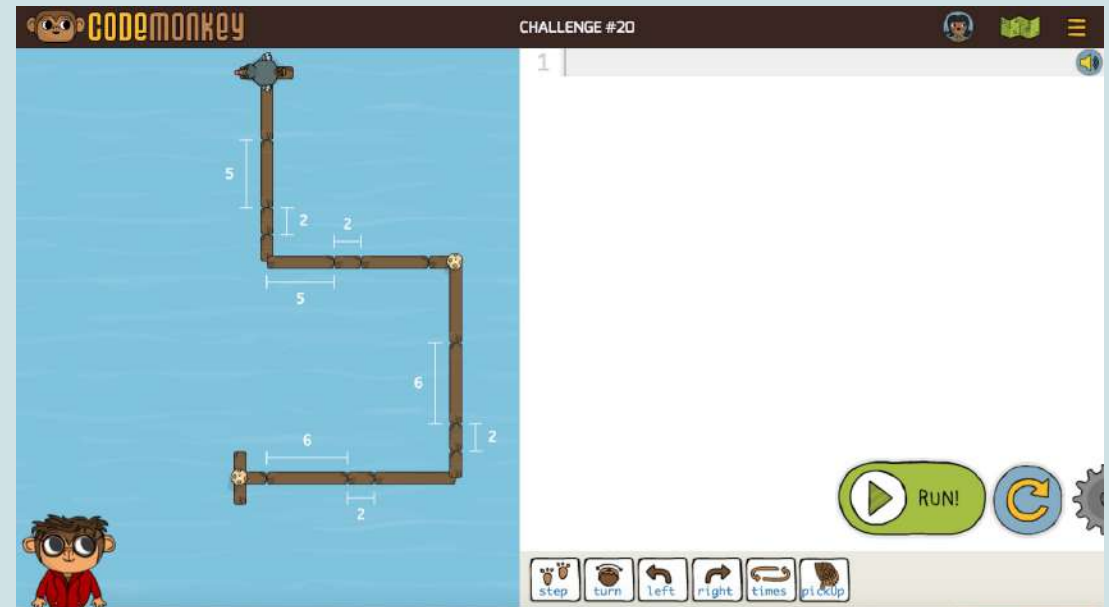 CODEMONKEY
CHALLENGE #20
1
5
2
2
5
6
2
6
2
RUN!
step
turn
left
right
times
pickUp